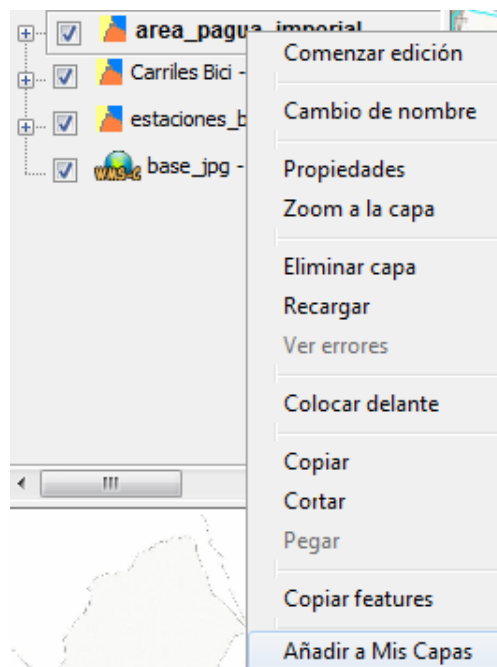 area_pagua_imperial
Carriles Bici -
estaciones_b
WMS-C base_jpg -
Comenzar edición
Cambio de nombre
Propiedades
Zoom a la capa
Eliminar capa
Recargar
Ver errores
Colocar delante
Copiar
Cortar
Pegar
Copiar features
Añadir a Mis Capas